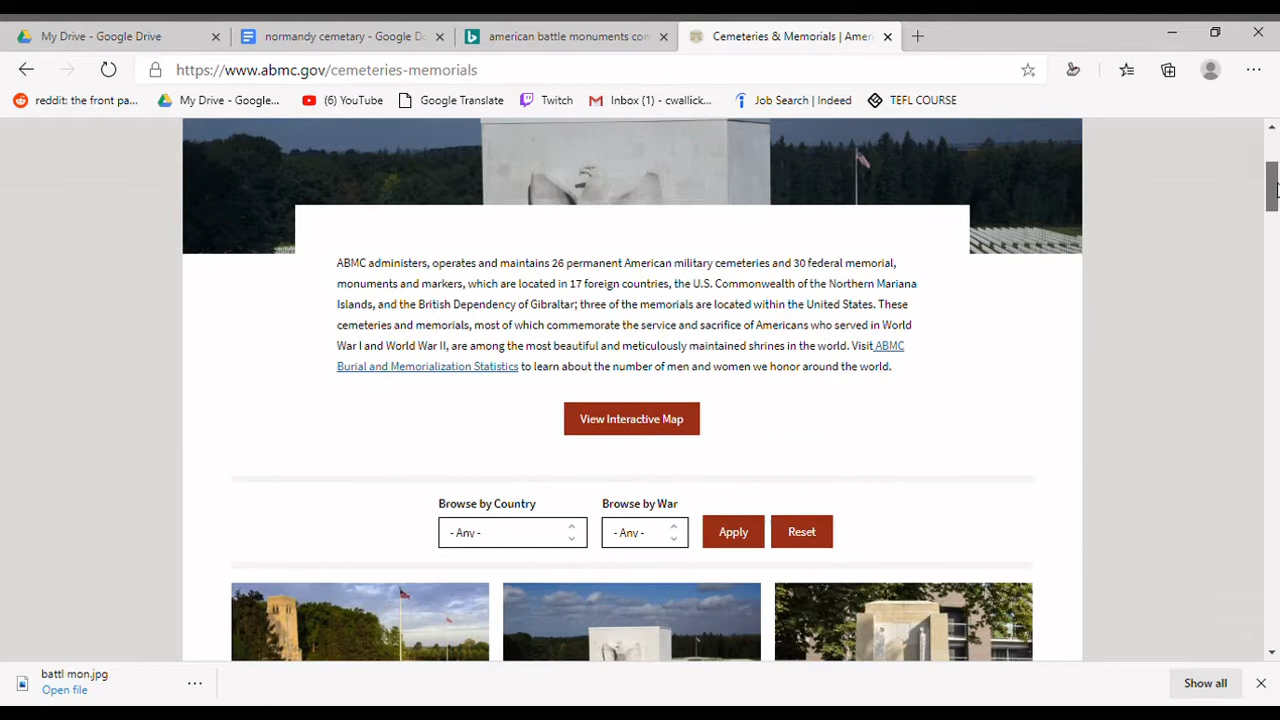 My Drive - Google Drive
normandy cemetary - Google Do
american battle monuments con
Cemeteries & Memorials | Ameri
https://www.abmc.gov/cemeteries-memorials
reddit: the front pa...
My Drive - Google...
(6) YouTube
Google Translate
Twitch
Inbox (1) - cwallick...
Job Search | Indeed
TEFL COURSE
ABMC administers, operates and maintains 26 permanent American military cemeteries and 30 federal memorial,
monuments and markers, which are located in 17 foreign countries, the U.S. Commonwealth of the Northern Mariana
Islands, and the British Dependency of Gibraltar; three of the memorials are located within the United States. These
cemeteries and memorials, most of which commemorate the service and sacrifice of Americans who served in World
War I and World War II, are among the most beautiful and meticulously maintained shrines in the world. Visit ABMC
Burial and Memorialization Statistics to learn about the number of men and women we honor around the world.
View Interactive Map
Browse by Country
Browse by War
- Any -
- Any -
Apply
Reset
battl mon.jpg
Open file
Show all